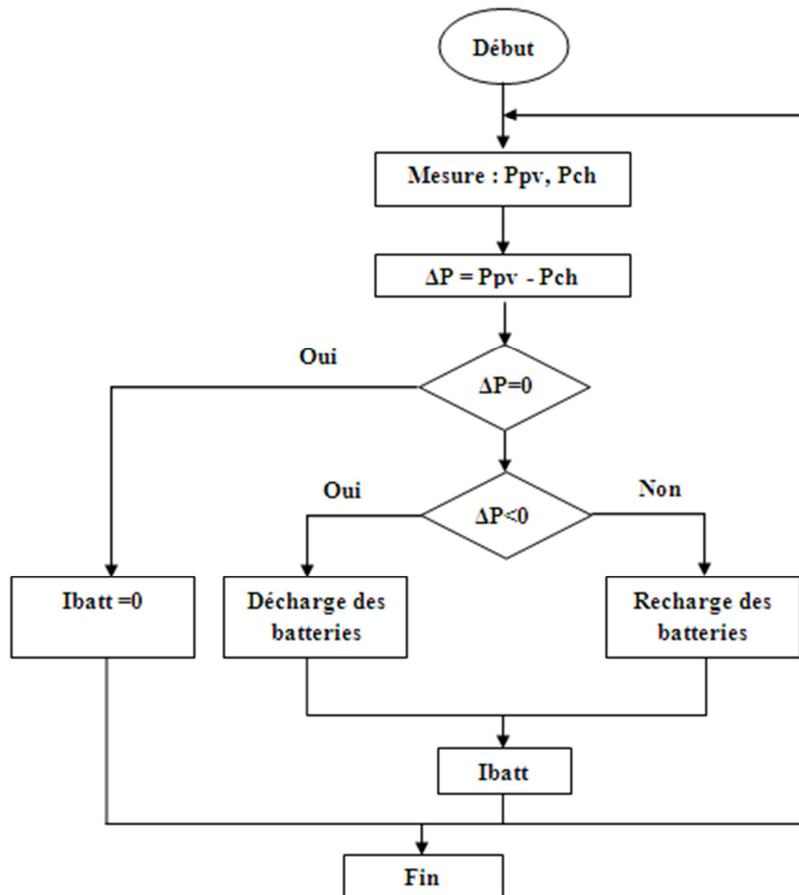 Début
Mesure : Ppv, Pch
ΔP = Ppv - Pch
Oui
ΔP=0
Oui
ΔP<0
Non
Ibatt =0
Décharge des
batteries
Recharge des
batteries
Ibatt
Fin